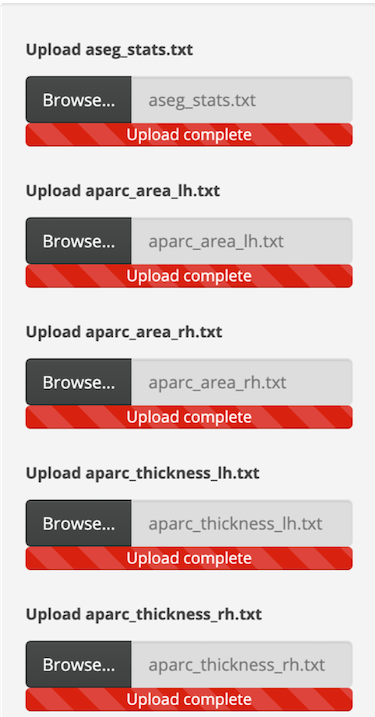 Upload aseg_stats.txt
Browse... aseg_stats.txt
Upload complete
Upload aparc_area_lh.txt
Browse... aparc_area_lh.txt
Upload complete
Upload aparc_area_rh.txt
Browse... aparc_area_rh.txt
Upload complete
Upload aparc_thickness_lh.txt
Browse... aparc_thickness_lh.txt
Upload complete
Upload aparc_thickness_rh.txt
Browse... aparc_thickness_rh.txt
Upload complete